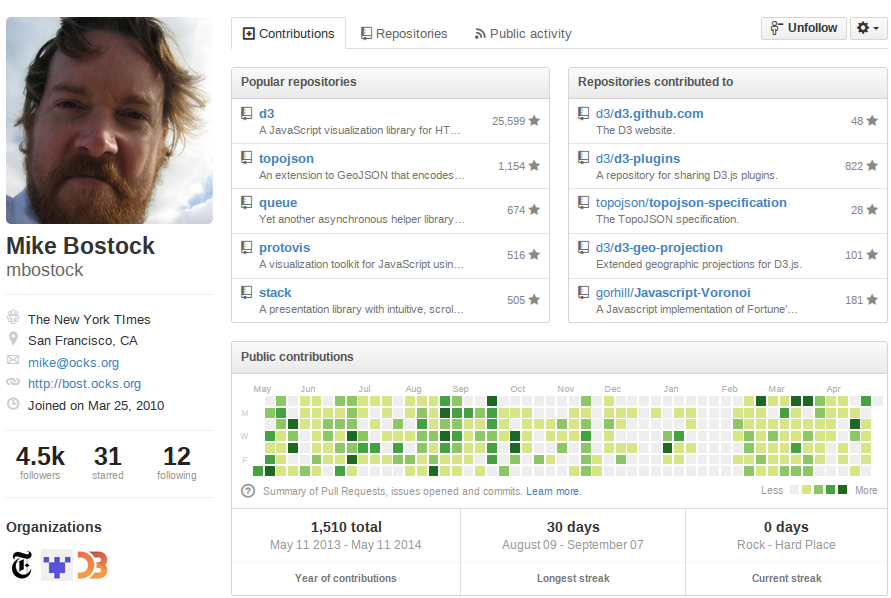 Contributions
Repositories
Public activity
Unfollow
Mike Bostock
mbostock
The New York TImes
San Francisco, CA
mike@ocks.org
http://bost.ocks.org
Joined on Mar 25, 2010
4.5k 31 12
followers starred following
Organizations
Popular repositories
d3
A JavaScript visualization library for HT…
25,599
topojson
An extension to GeoJSON that encodes…
1,154
queue
Yet another asynchronous helper library…
674
protovis
A visualization toolkit for JavaScript usin…
516
stack
A presentation library with intuitive, scrol…
505
Repositories contributed to
d3/d3.github.com
The D3 website.
48
d3/d3-plugins
A repository for sharing D3.js plugins.
822
topojson/topojson-specification
The TopoJSON specification.
28
d3/d3-geo-projection
Extended geographic projections for D3.js.
101
gorhill/Javascript-Voronoi
A Javascript implementation of Fortune'…
181
Public contributions
May Jun Jul Aug Sep Oct Nov Dec Jan Feb Mar Apr
M
W
F
Summary of Pull Requests, issues opened and commits. Learn more.
Less More
1,510 total
May 11 2013 - May 11 2014
Year of contributions
30 days
August 09 - September 07
Longest streak
0 days
Rock - Hard Place
Current streak